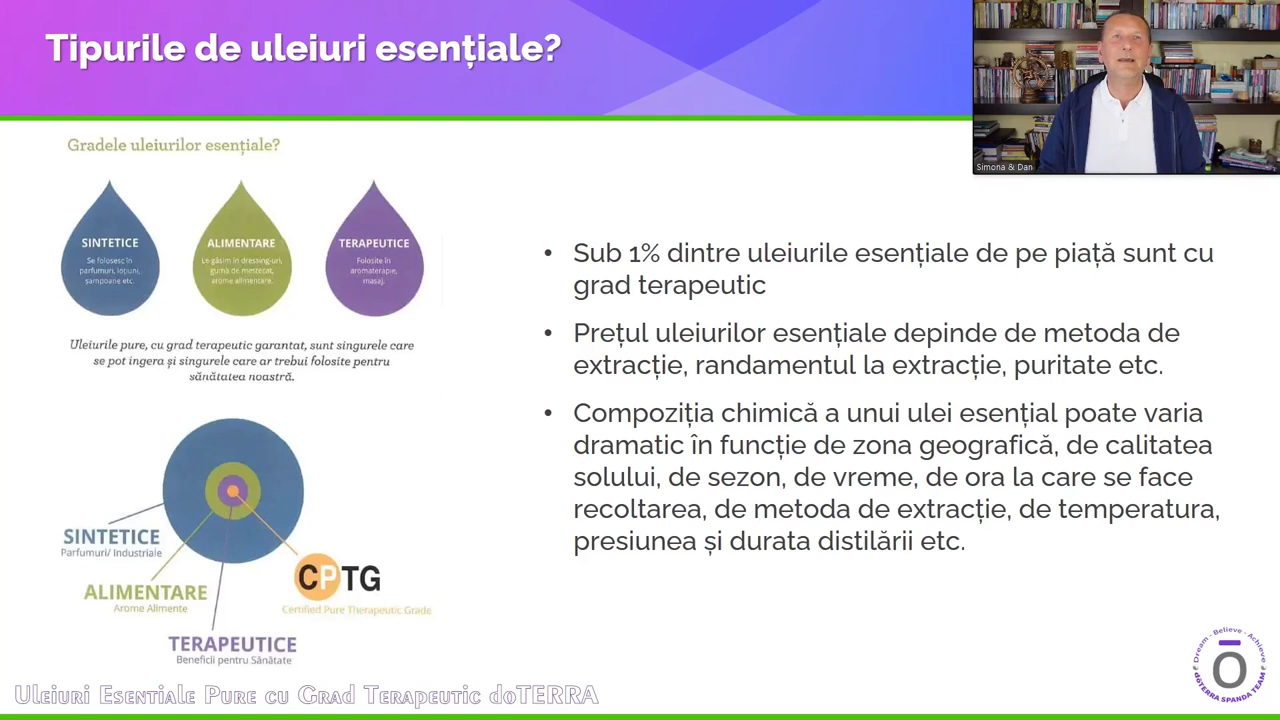 Tipurile de uleiuri esențiale?
Simona & Dan
Gradele uleiurilor esențiale?
SINTETICE
Se folosesc în
parfumuri, loțiuni,
șampoane etc.
ALIMENTARE
Le găsim în dressing-uri,
gumă de mestecat,
arome alimentare.
TERAPEUTICE
Folosite în
aromaterapie,
masaj.
Uleiurile pure, cu grad terapeutic garantat, sunt singurele care
se pot ingera și singurele care ar trebui folosite pentru
sănătatea noastră.
SINTETICE
Parfumuri/ Industriale
ALIMENTARE
Arome Alimente
TERAPEUTICE
Beneficii pentru Sănătate
CPTG
Certified Pure Therapeutic Grade
• Sub 1% dintre uleiurile esențiale de pe piață sunt cu
grad terapeutic
• Prețul uleiurilor esențiale depinde de metoda de
extracție, randamentul la extracție, puritate etc.
• Compoziția chimică a unui ulei esențial poate varia
dramatic în funcție de zona geografică, de calitatea
solului, de sezon, de vreme, de ora la care se face
recoltarea, de metoda de extracție, de temperatura,
presiunea și durata distilării etc.
Uleiuri Esentiale Pure cu Grad Terapeutic doTERRA
Dream - Believe - Achieve
dōTERRA SPANDA TEAM